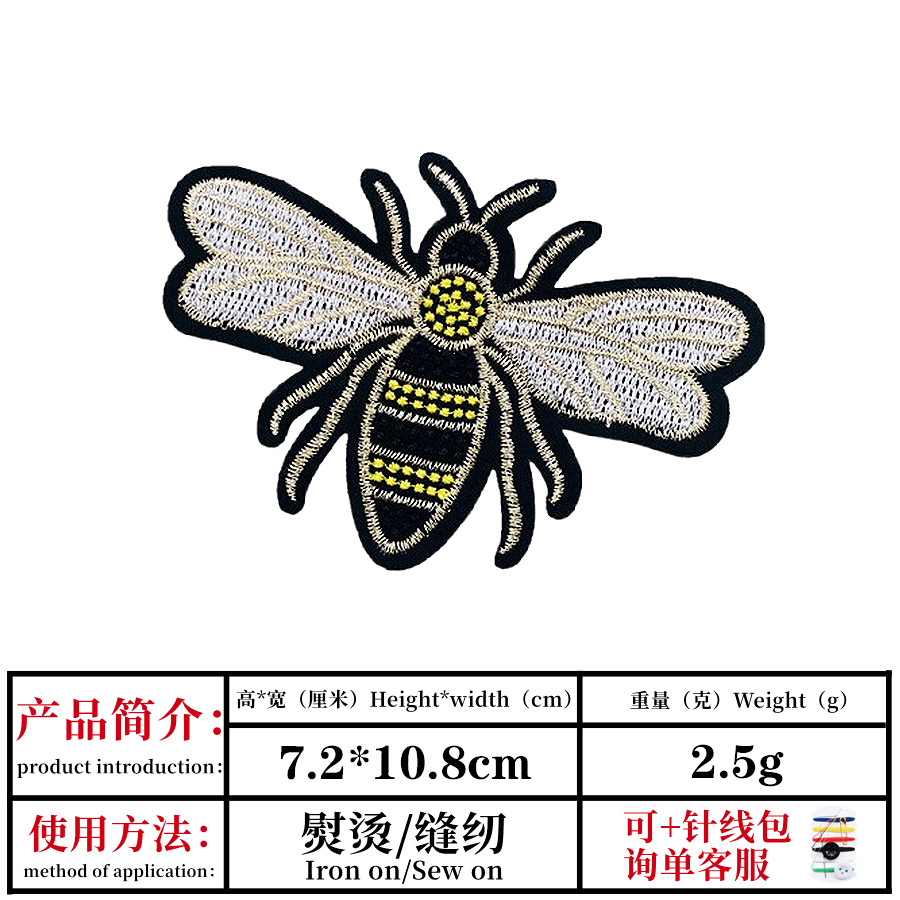 产品简介：
product introduction：
高*宽（厘米）Height*width（cm）
重量（克）Weight（g）
7.2*10.8cm
2.5g
使用方法：
method of application：
熨烫/缝纫
Iron on/Sew on
可+针线包
询单客服